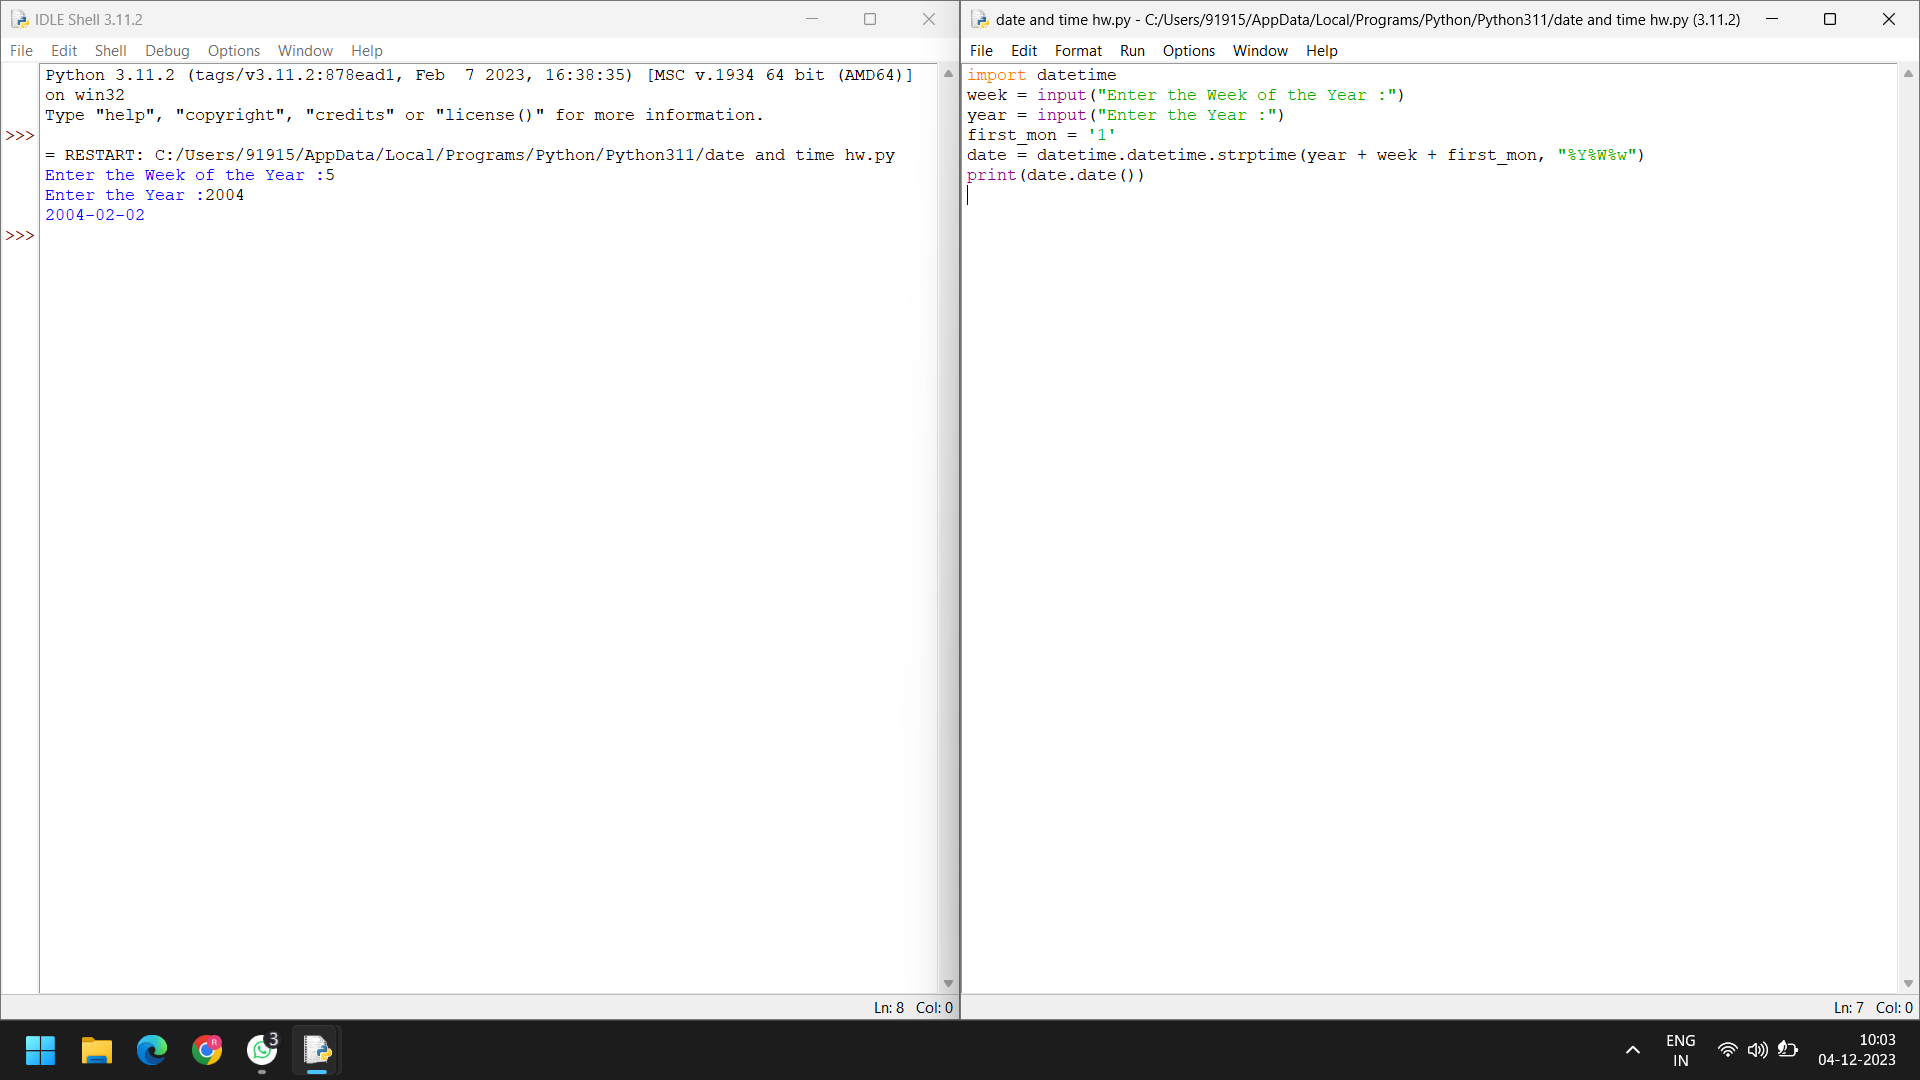 IDLE Shell 3.11.2
File Edit Shell Debug Options Window Help
Python 3.11.2 (tags/v3.11.2:878ead1, Feb  7 2023, 16:38:35) [MSC v.1934 64 bit (AMD64)]
on win32
Type "help", "copyright", "credits" or "license()" for more information.
>>>
= RESTART: C:/Users/91915/AppData/Local/Programs/Python/Python311/date and time hw.py
Enter the Week of the Year :5
Enter the Year :2004
2004-02-02
>>>
Ln: 8 Col: 0
date and time hw.py - C:/Users/91915/AppData/Local/Programs/Python/Python311/date and time hw.py (3.11.2)
File Edit Format Run Options Window Help
import datetime
week = input("Enter the Week of the Year :")
year = input("Enter the Year :")
first_mon = '1'
date = datetime.datetime.strptime(year + week + first_mon, "%Y%W%w")
print(date.date())
Ln: 7 Col: 0
R
3
ENG
IN
10:03
04-12-2023